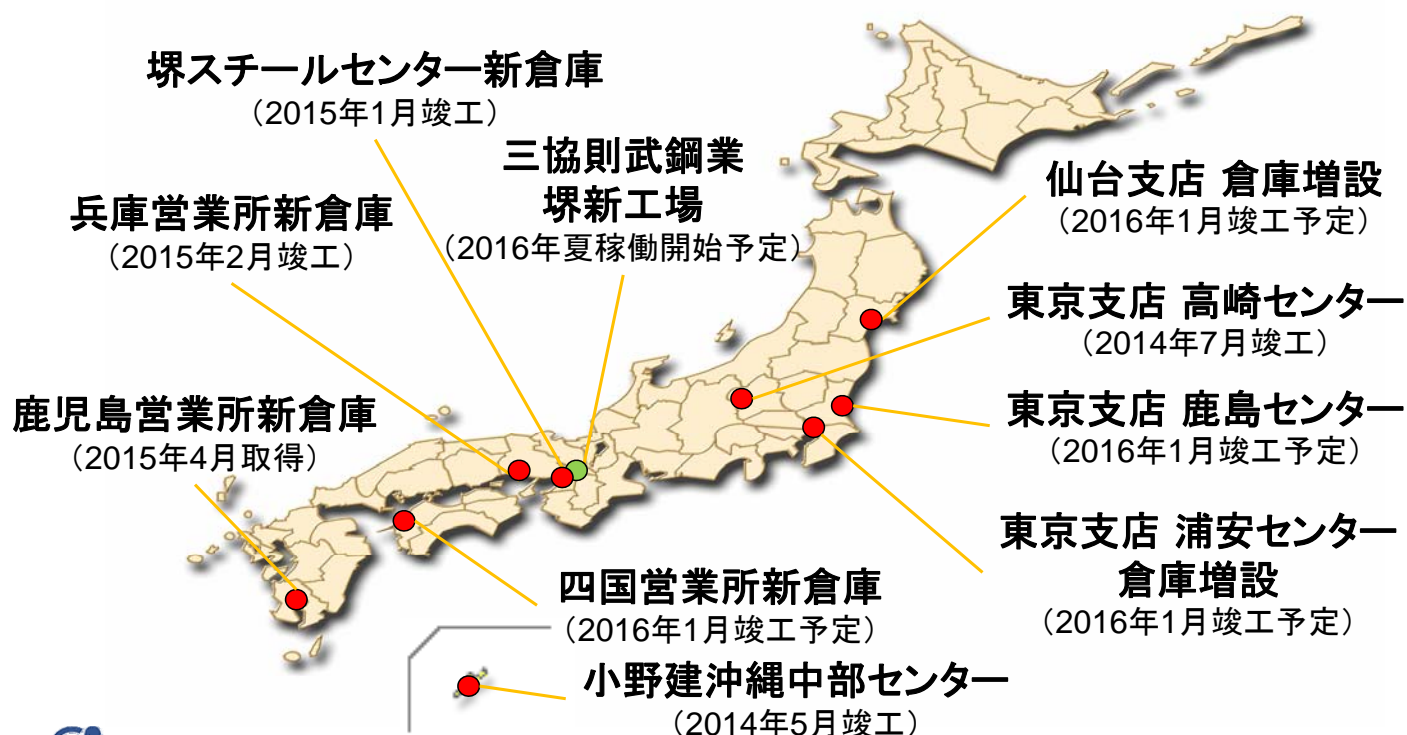 堺スチールセンター新倉庫
（2015年1月竣工）
三協則武鋼業
堺新工場
（2016年夏稼働開始予定）
兵庫営業所新倉庫
（2015年2月竣工）
鹿児島営業所新倉庫
（2015年4月取得）
仙台支店 倉庫増設
（2016年1月竣工予定）
東京支店 高崎センター
（2014年7月竣工）
東京支店 鹿島センター
（2016年1月竣工予定）
東京支店 浦安センター
倉庫増設
（2016年1月竣工予定）
四国営業所新倉庫
（2016年1月竣工予定）
小野建沖縄中部センター
（2014年5月竣工）